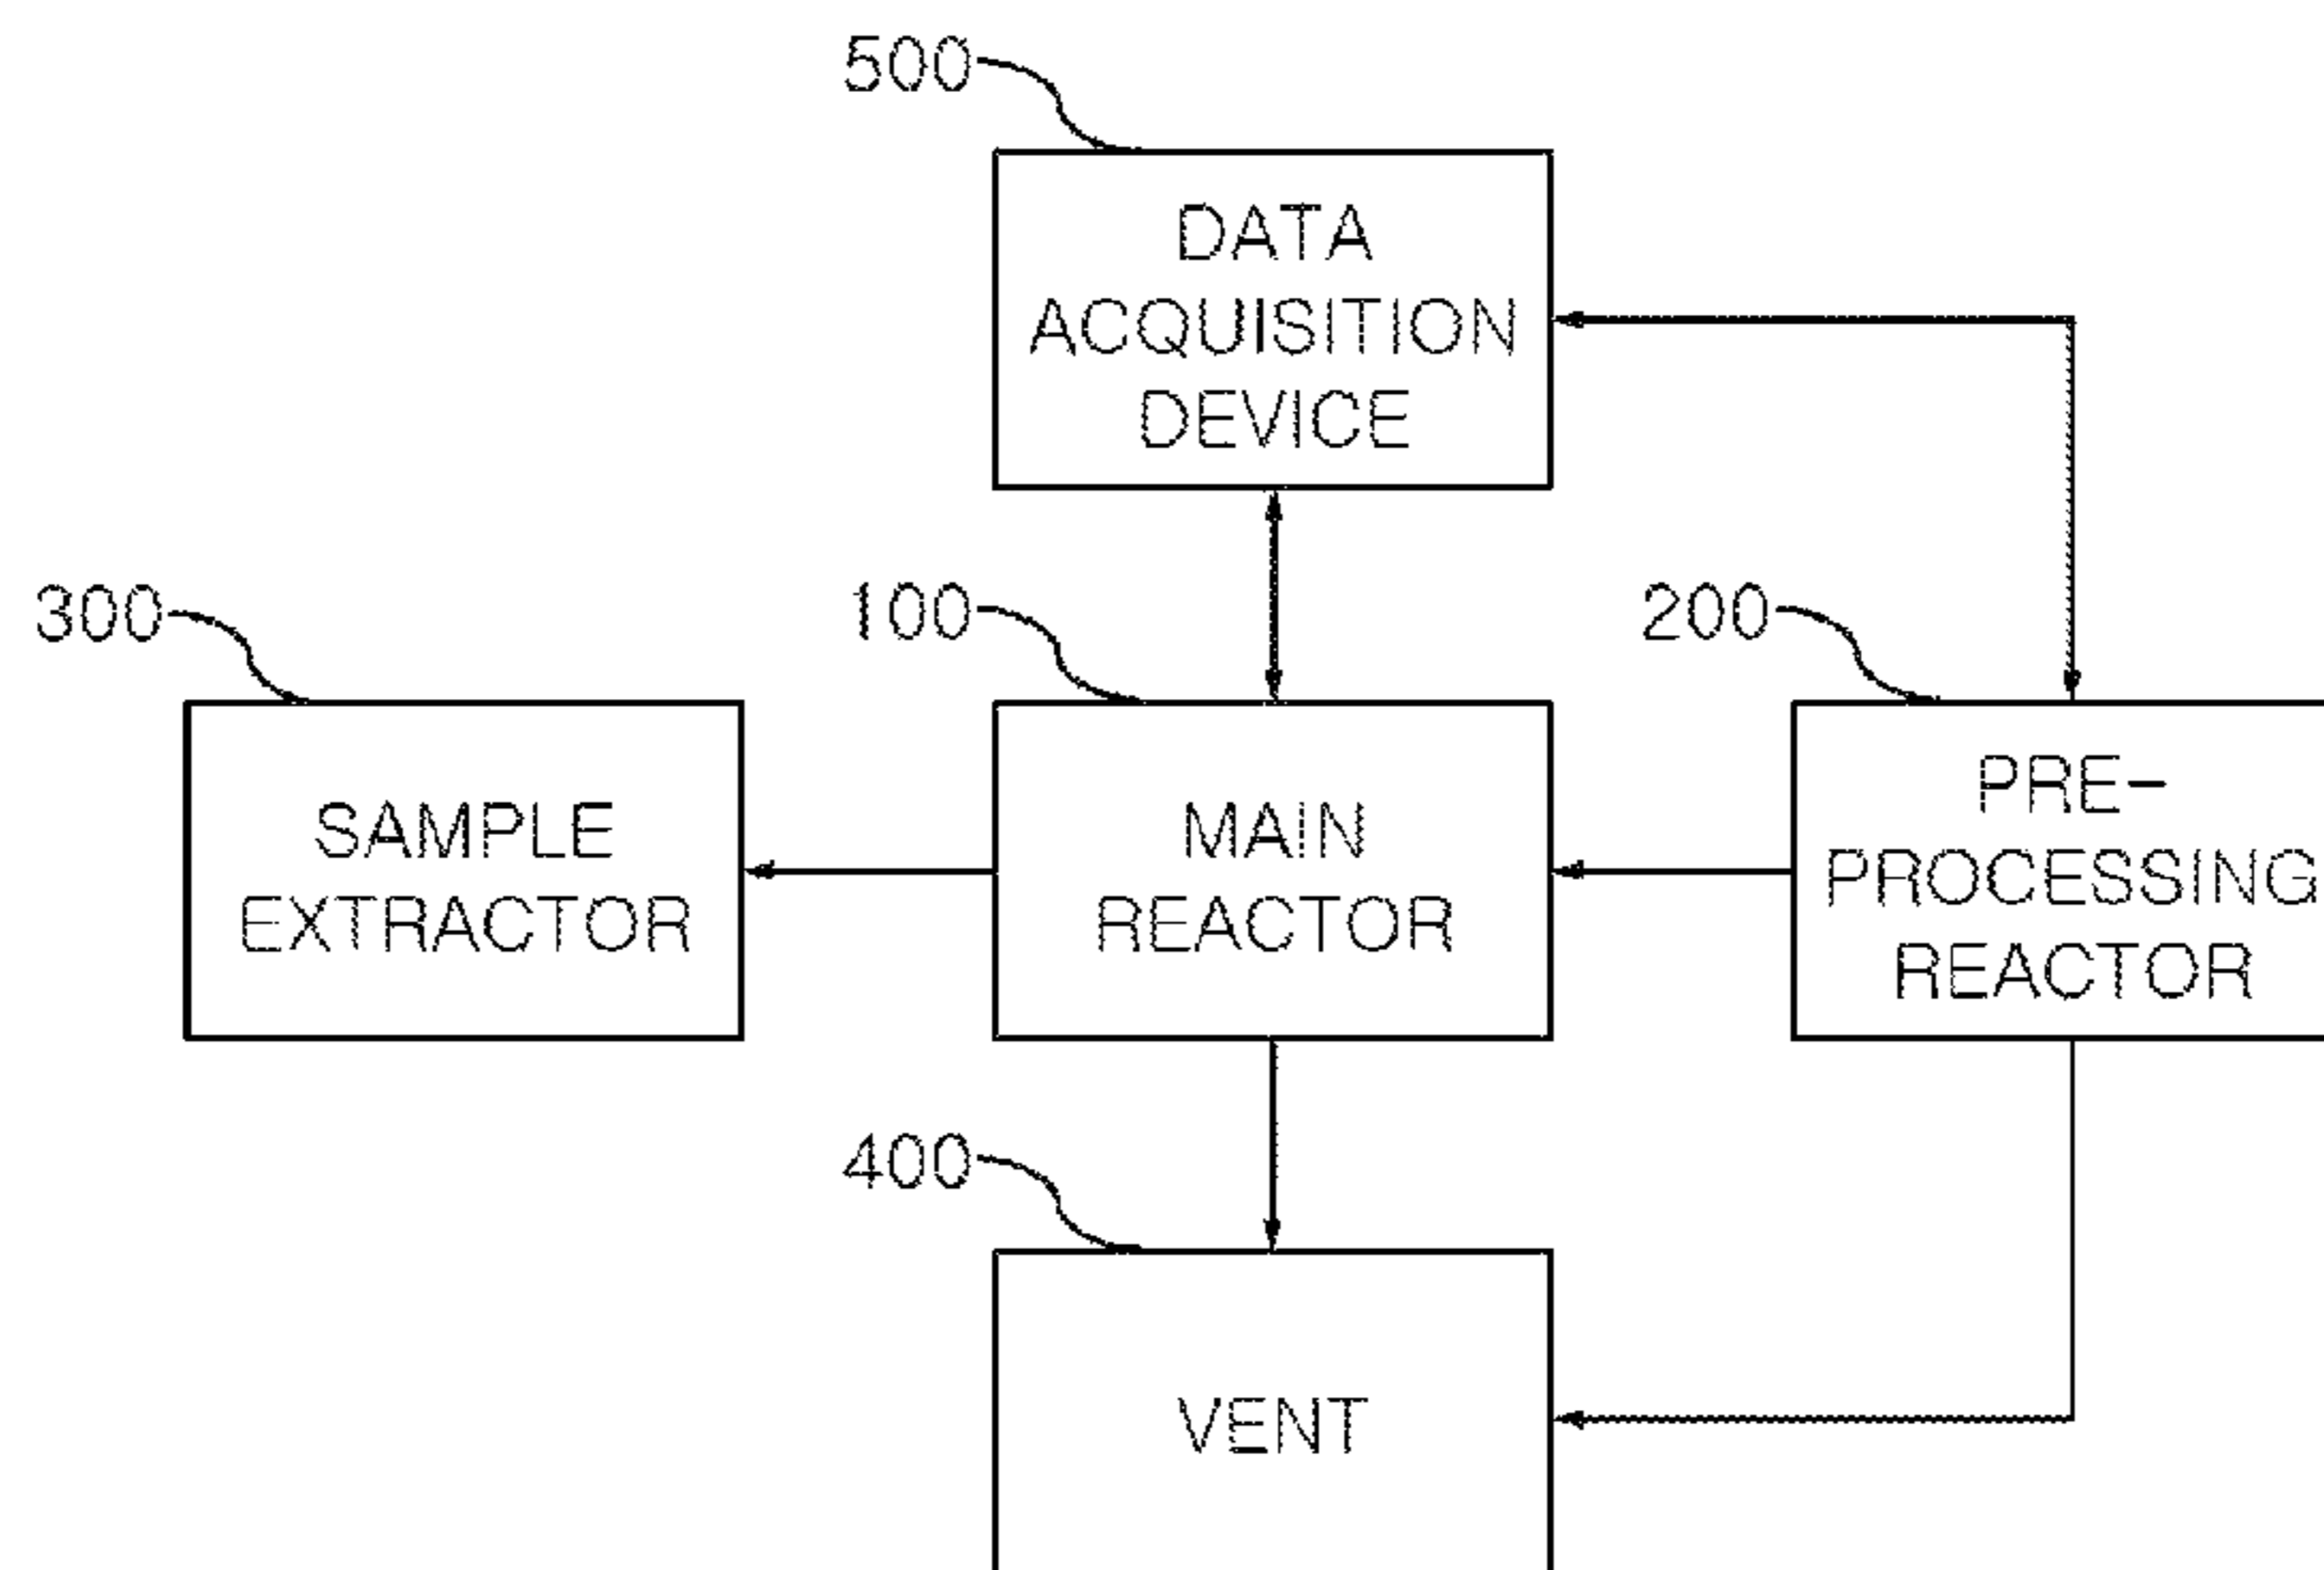 500
DATA
ACQUISITION
DEVICE
300
100
200
SAMPLE
EXTRACTOR
MAIN
REACTOR
PRE-
PROCESSING
REACTOR
400
VENT